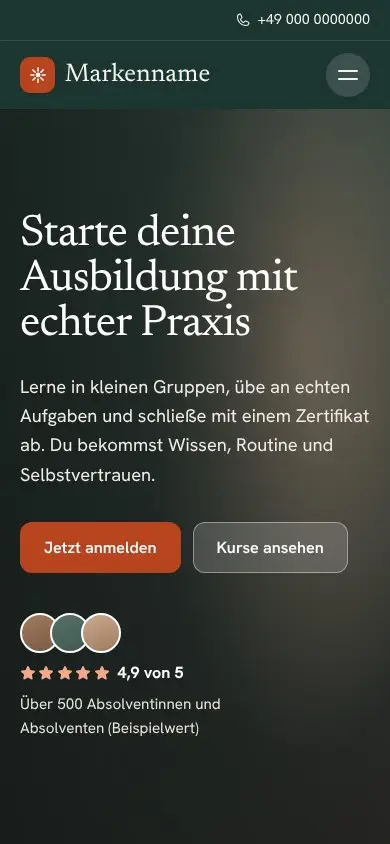 +49 000 0000000
Markenname
Starte deine
Ausbildung mit
echter Praxis
Lerne in kleinen Gruppen, übe an echten
Aufgaben und schließe mit einem Zertifikat
ab. Du bekommst Wissen, Routine und
Selbstvertrauen.
Jetzt anmelden
Kurse ansehen
4,9 von 5
Über 500 Absolventinnen und
Absolventen (Beispielwert)